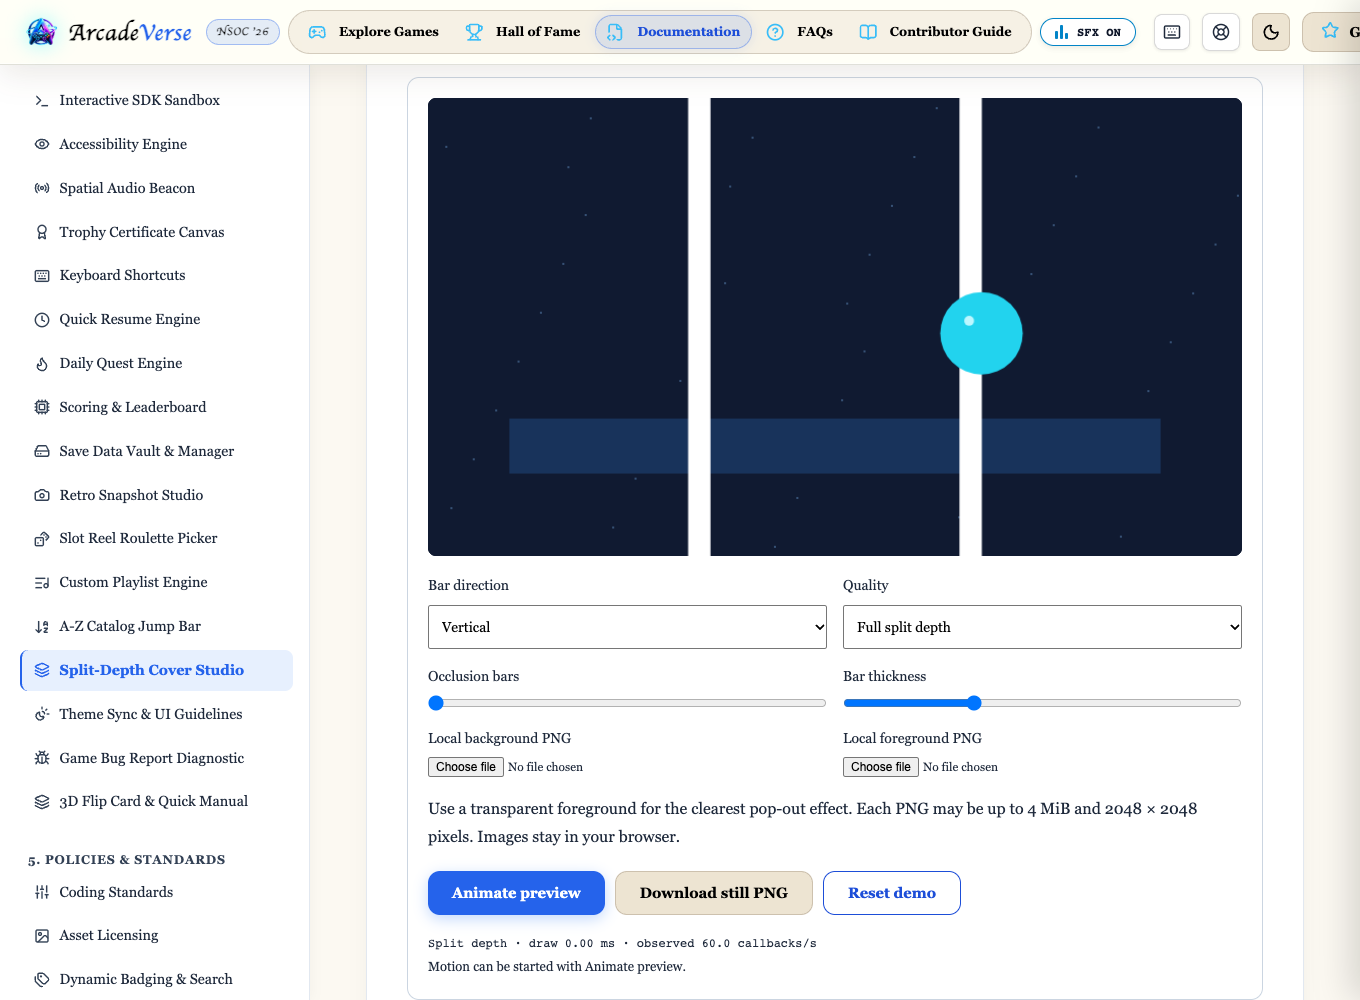 ArcadeVerse
NSOC '26
Explore Games
Hall of Fame
Documentation
FAQs
Contributor Guide
SFX ON
G
Interactive SDK Sandbox
Accessibility Engine
Spatial Audio Beacon
Trophy Certificate Canvas
Keyboard Shortcuts
Quick Resume Engine
Daily Quest Engine
Scoring & Leaderboard
Save Data Vault & Manager
Retro Snapshot Studio
Slot Reel Roulette Picker
Custom Playlist Engine
A-Z Catalog Jump Bar
Split-Depth Cover Studio
Theme Sync & UI Guidelines
Game Bug Report Diagnostic
3D Flip Card & Quick Manual
5. POLICIES & STANDARDS
Coding Standards
Asset Licensing
Dynamic Badging & Search
Bar direction
Vertical
Quality
Full split depth
Occlusion bars
Bar thickness
Local background PNG
Choose file No file chosen
Local foreground PNG
Choose file No file chosen
Use a transparent foreground for the clearest pop-out effect. Each PNG may be up to 4 MiB and 2048 × 2048
pixels. Images stay in your browser.
Animate preview
Download still PNG
Reset demo
Split depth · draw 0.00 ms · observed 60.0 callbacks/s
Motion can be started with Animate preview.